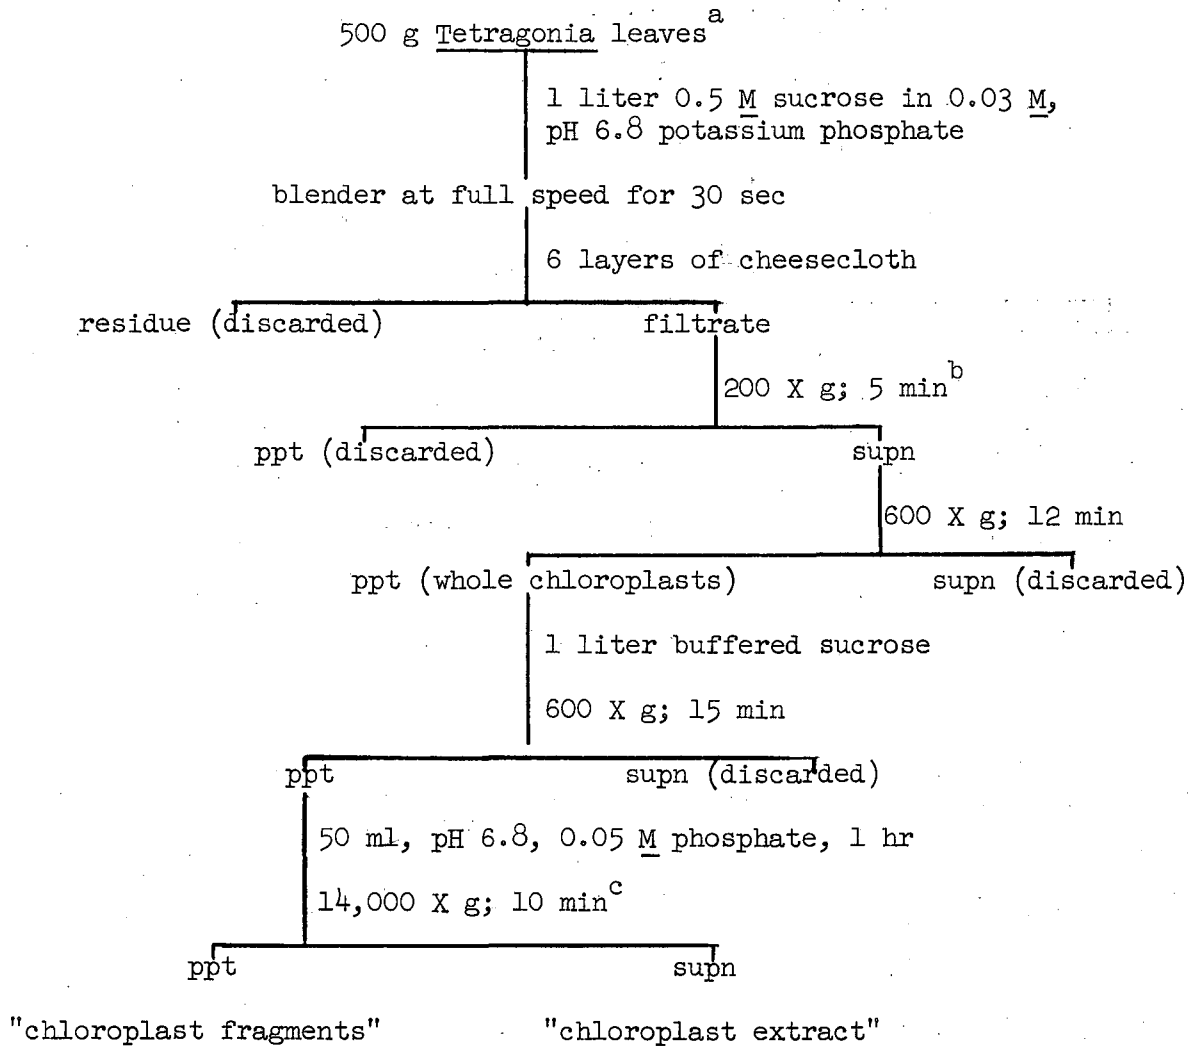 500 g Tetragonia leaves^a
1 liter 0.5 M sucrose in 0.03 M,
pH 6.8 potassium phosphate
blender at full speed for 30 sec
6 layers of cheesecloth
residue (discarded) filtrate
200 X g; 5 min^b
ppt (discarded) supn
600 X g; 12 min
ppt (whole chloroplasts) supn (discarded)
1 liter buffered sucrose
600 X g; 15 min
ppt supn (discarded)
50 ml, pH 6.8, 0.05 M phosphate, 1 hr
14,000 X g; 10 min^c
ppt supn
"chloroplast fragments" "chloroplast extract"